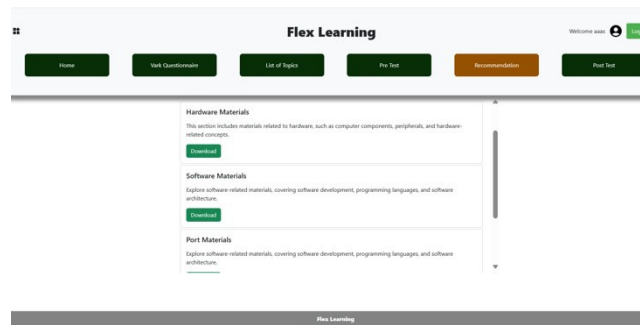 Flex Learning
Welcome aaas
Home
Vark Questionnaire
List of Topics
Pre Test
Recommendation
Post Test
Hardware Materials
This section includes materials related to hardware, such as computer components, peripherals, and hardware-
related concepts.
Download
Software Materials
Explore software-related materials, covering software development, programming languages, and software
architecture.
Download
Port Materials
Explore software-related materials, covering software development, programming languages, and software
architecture.
Flex Learning